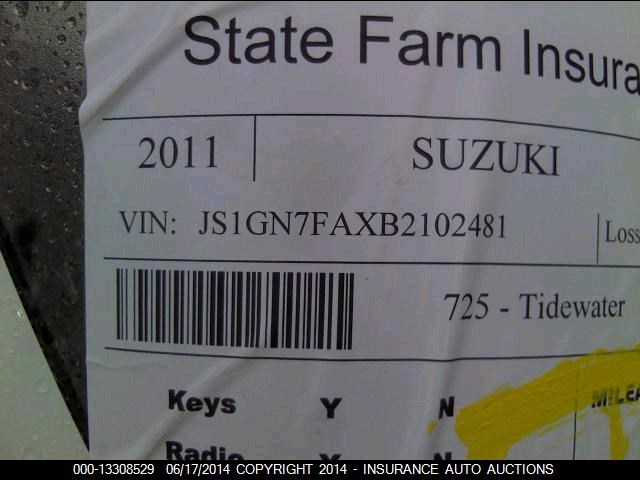 State Farm Insura
2011 SUZUKI
VIN: JS1GN7FAXB2102481 Loss
725 - Tidewater
Keys Y N MILEA
Radio Y N
000-13308529 06/17/2014 COPYRIGHT 2014 - INSURANCE AUTO AUCTIONS